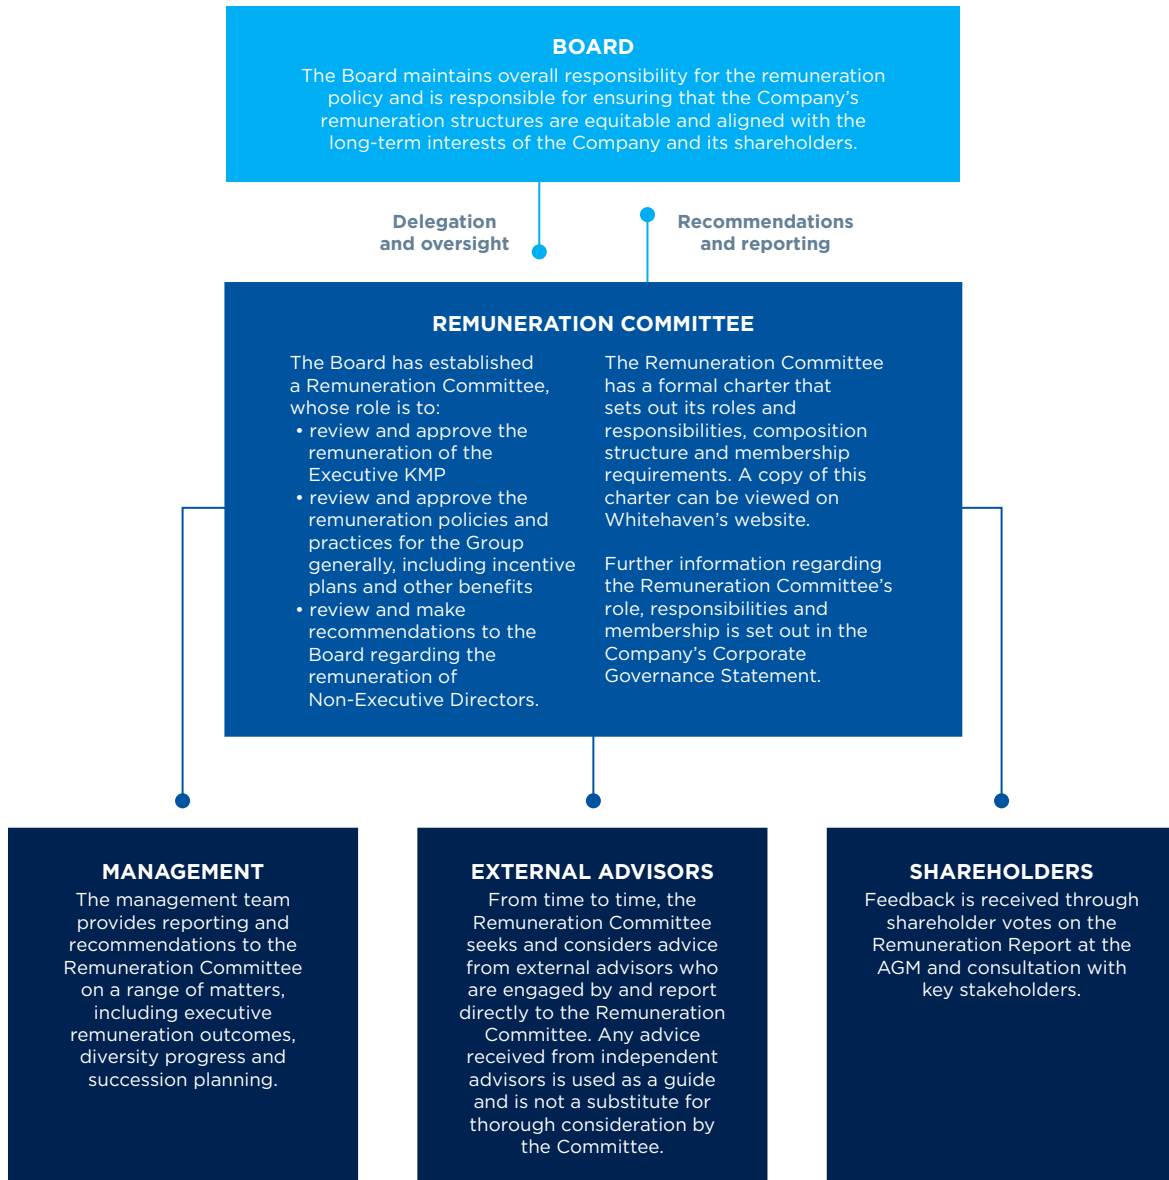 BOARD
The Board maintains overall responsibility for the remuneration
policy and is responsible for ensuring that the Company’s
remuneration structures are equitable and aligned with the
long-term interests of the Company and its shareholders.
Delegation
and oversight
Recommendations
and reporting
REMUNERATION COMMITTEE
The Board has established
a Remuneration Committee,
whose role is to:
• review and approve the
remuneration of the
Executive KMP
• review and approve the
remuneration policies and
practices for the Group
generally, including incentive
plans and other benefits
• review and make
recommendations to the
Board regarding the
remuneration of
Non-Executive Directors.
The Remuneration Committee
has a formal charter that
sets out its roles and
responsibilities, composition
structure and membership
requirements. A copy of this
charter can be viewed on
Whitehaven’s website.
Further information regarding
the Remuneration Committee’s
role, responsibilities and
membership is set out in the
Company’s Corporate
Governance Statement.
MANAGEMENT
The management team
provides reporting and
recommendations to the
Remuneration Committee
on a range of matters,
including executive
remuneration outcomes,
diversity progress and
succession planning.
EXTERNAL ADVISORS
From time to time, the
Remuneration Committee
seeks and considers advice
from external advisors who
are engaged by and report
directly to the Remuneration
Committee. Any advice
received from independent
advisors is used as a guide
and is not a substitute for
thorough consideration by
the Committee.
SHAREHOLDERS
Feedback is received through
shareholder votes on the
Remuneration Report at the
AGM and consultation with
key stakeholders.